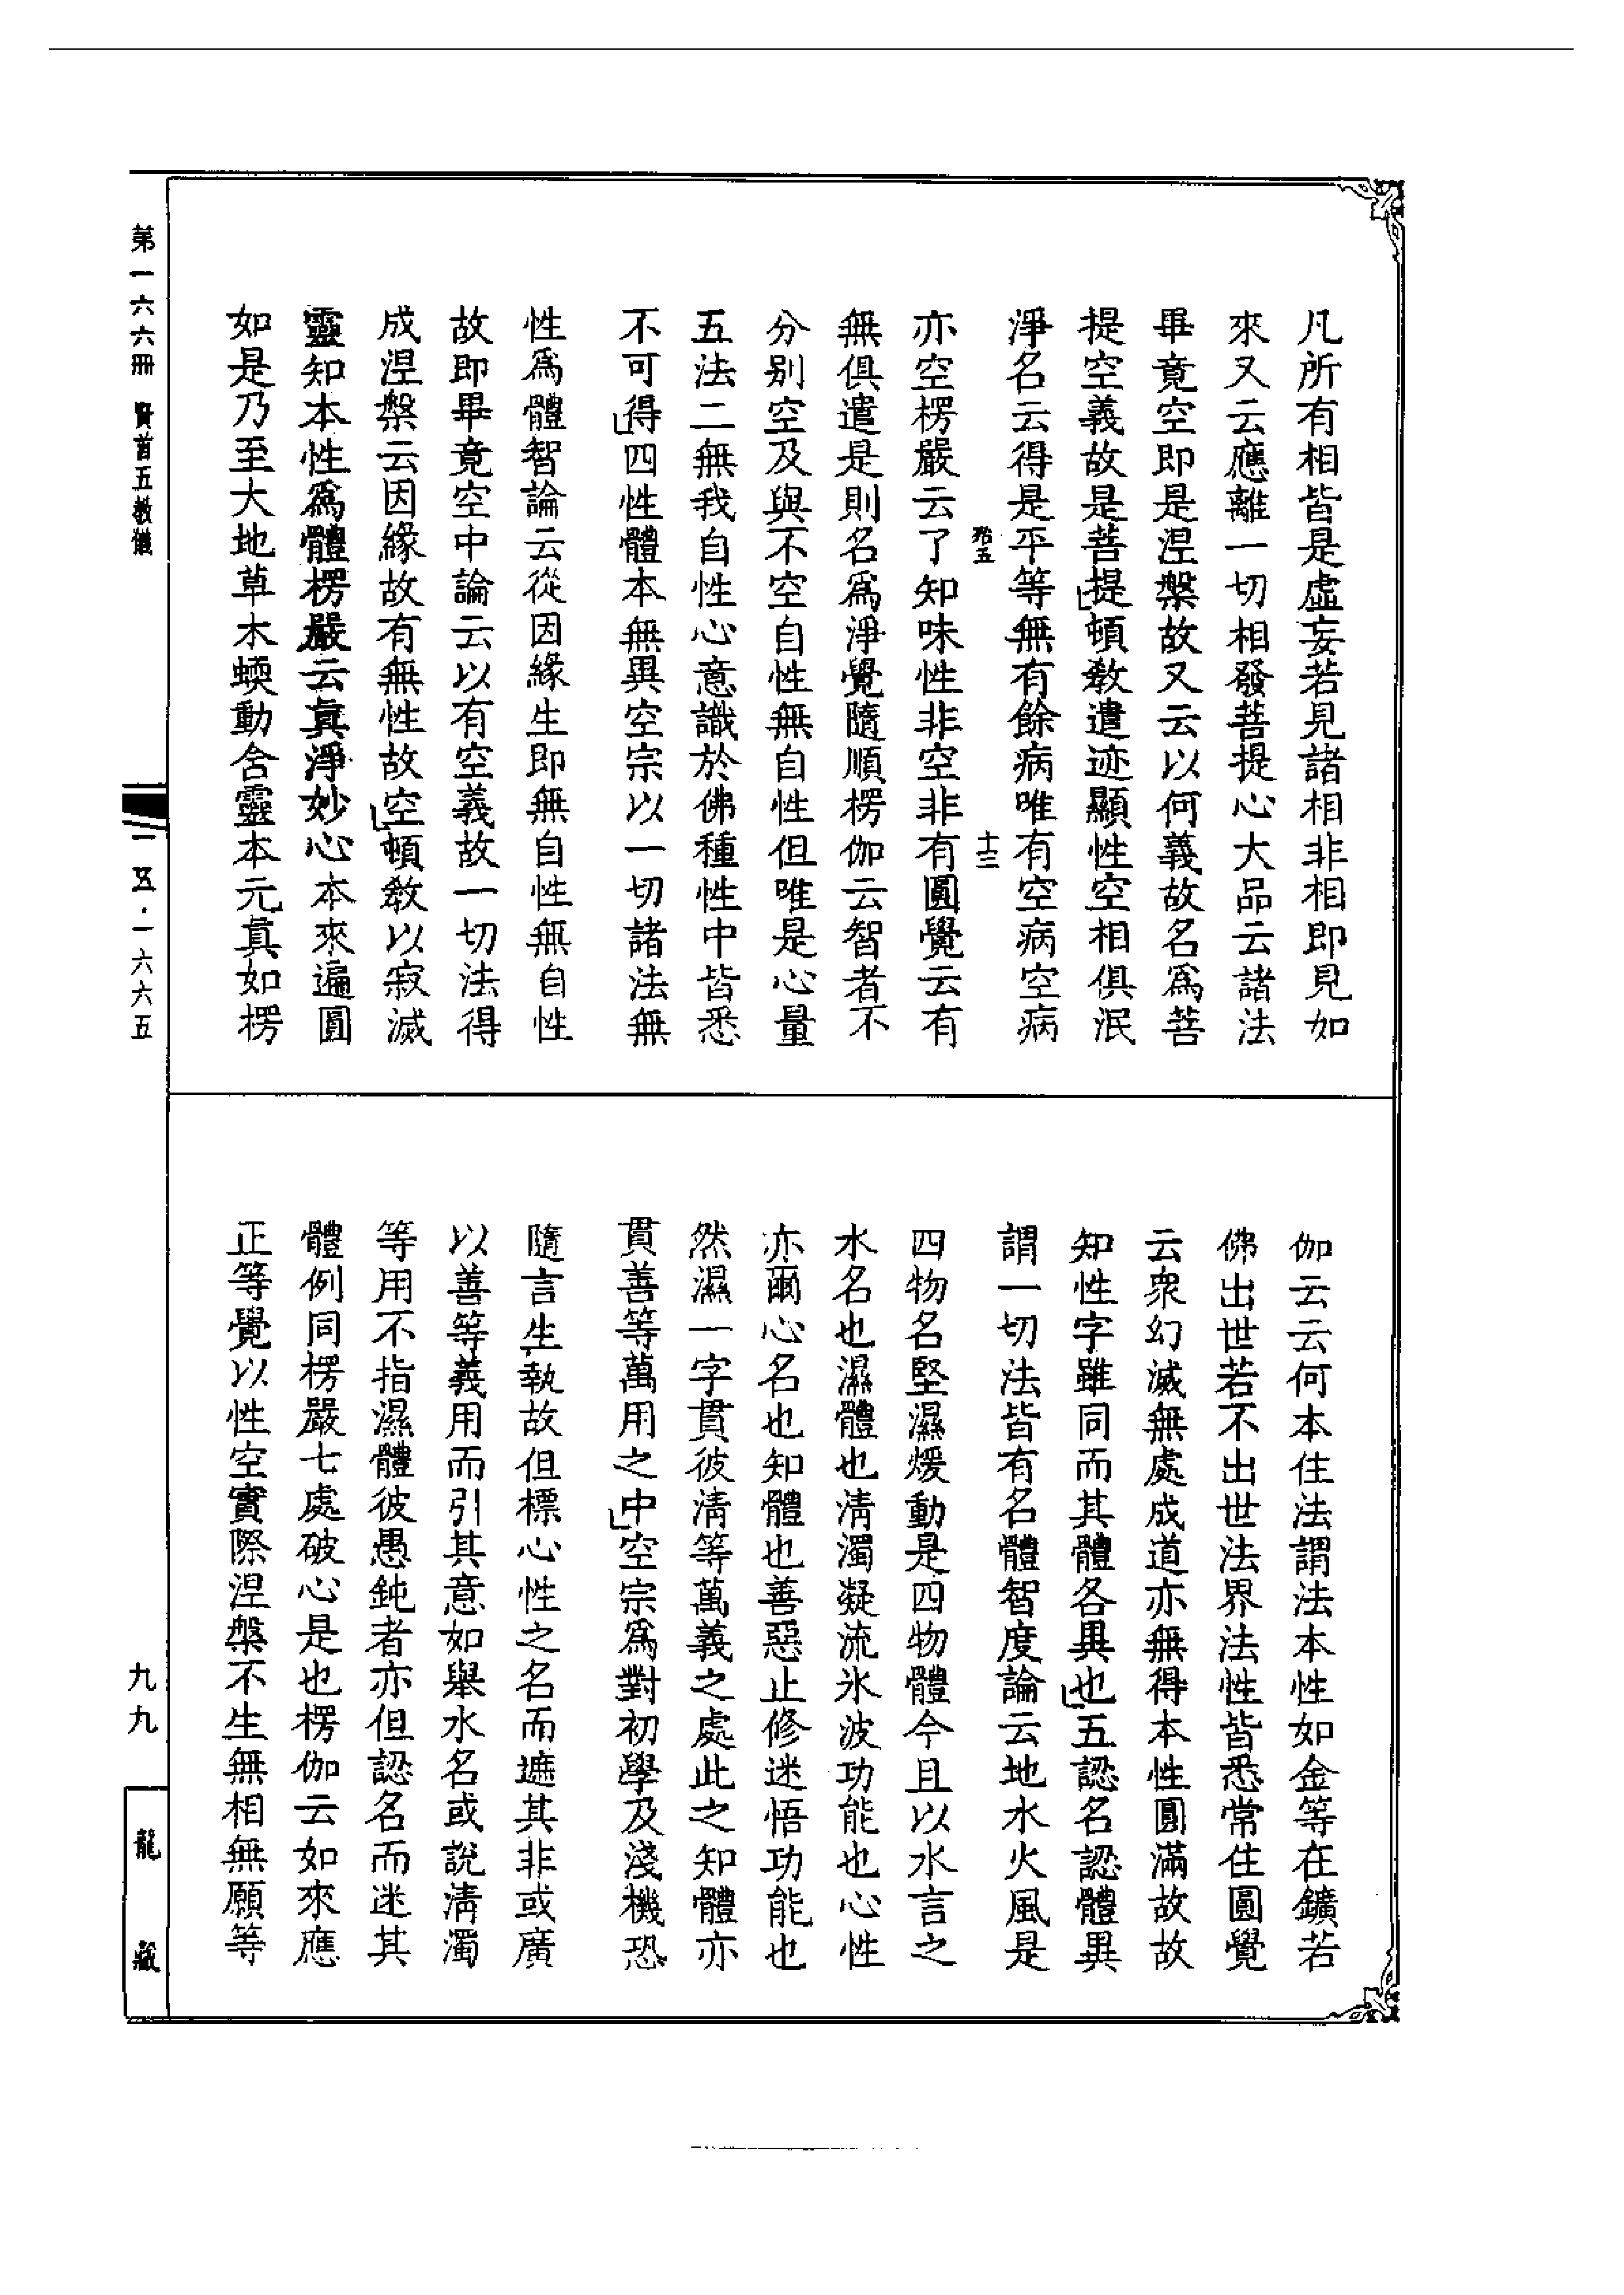 凡所有相皆是虛妄若見諸相非相即見如
來又云應離一切相發菩提心大品云諸法
畢竟空即是涅槃故又云以何義故名爲菩
提空義故是菩提頓敎遣迹顯性空相俱泯
淨名云得是平等無有餘病唯有空病空病
十三
亦空楞嚴云了知味性非空非有圓覺云有
無俱遣是則名爲淨覺隨順楞伽云智者不
分别空及與不空自性無自性但唯是心量
五法二無我自性心意識於佛種性中皆悉
不可得四性體本無異空宗以一切諸法無
性爲體智論云從因緣生即無自性無自性
故即畢竟空中論云以有空義故一切法得
成涅槃云因緣故有無性故空頓敎以寂滅
靈知本性爲體楞嚴云眞淨妙心本來遍圓
如是乃至大地草木蝡動含靈本元眞如楞
伽云云何本住法謂法本性如金等在鑛若
佛出世若不出世法界法性皆悉常住圓覺
云衆幻滅無處成道亦無得本性圓滿故故
知性字雖同而其體各異也五認名認體異
謂一切法皆有名體智度論云地水火風是
四物名堅濕煖動是四物體今且以水言之
水名也濕體也清濁凝流氷波功能也心性
亦爾心名也知體也善惡止修迷悟功能也
然濕一字貫彼清等萬義之處此之知體亦
貫善等萬用之中空宗爲對初學及淺機恐
隨言生執故但標心性之名而遮其非或廣
以善等義用而引其意如舉水名或說清濁
等用不指濕體彼愚鈍者亦但認名而迷其
體例同楞嚴七處破心是也楞伽云如來應
正等覺以性空實際涅槃不生無相無願等
第一六六冊 賢首五教儀
一五·一六六五
九九
龍藏